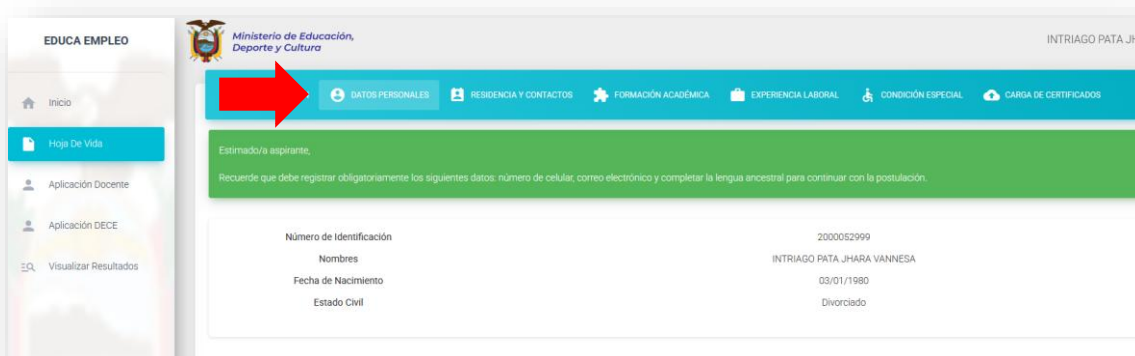 EDUCA EMPLEO
Ministerio de Educación,
Deporte y Cultura
INTRIAGO PATA JH
Inicio
Hoja De Vida
Aplicación Docente
Aplicación DECE
Visualizar Resultados
DATOS PERSONALES
RESIDENCIA Y CONTACTOS
FORMACIÓN ACADÉMICA
EXPERIENCIA LABORAL
CONDICIÓN ESPECIAL
CARGA DE CERTIFICADOS
Estimado/a aspirante,
Recuerde que debe registrar obligatoriamente los siguientes datos: número de celular, correo electrónico y completar la lengua ancestral para continuar con la postulación.
Número de Identificación 2000052999
Nombres INTRIAGO PATA JHARA VANNESA
Fecha de Nacimiento 03/01/1980
Estado Civil Divorciado